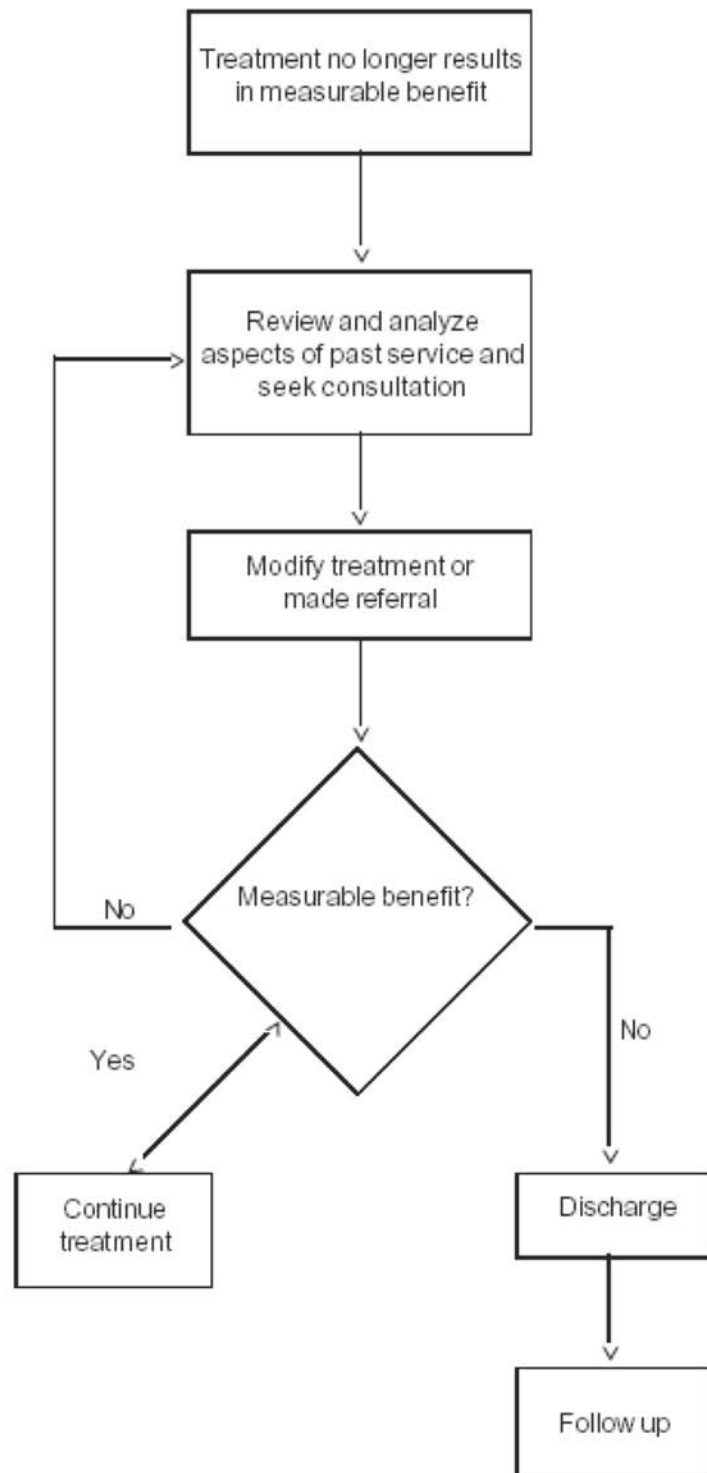 Treatment no longer results
in measurable benefit
Review and analyze
aspects of past service and
seek consultation
Modify treatment or
made referral
Measurable benefit?
No
No
Yes
Continue
treatment
Discharge
Follow up